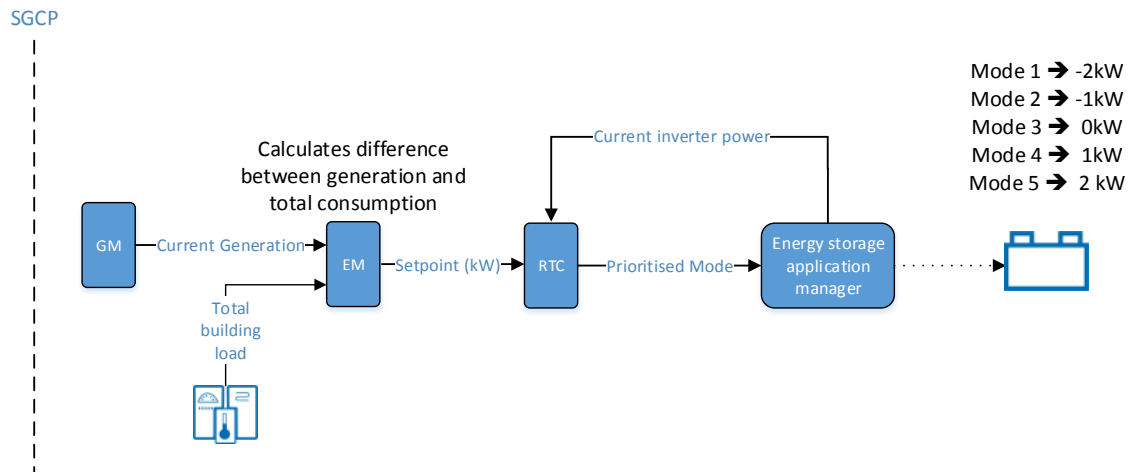 SGCP
Mode 1 ➔ -2kW
Mode 2 ➔ -1kW
Mode 3 ➔ 0kW
Mode 4 ➔ 1kW
Mode 5 ➔ 2 kW
Current inverter power
Calculates difference
between generation and
total consumption
GM
Current Generation
EM
Setpoint (kW)
RTC
Prioritised Mode
Energy storage
application
manager
Total
building
load